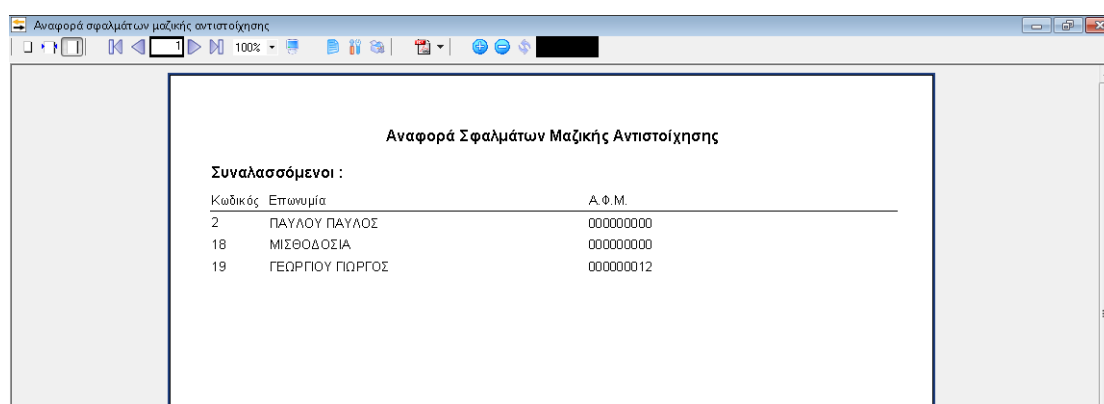 Αναφορά σφαλμάτων μαζικής αντιστοίχησης
1 100%
Αναφορά Σφαλμάτων Μαζικής Αντιστοίχησης
Συναλασσόμενοι :
Κωδικός Επωνυμία Α.Φ.Μ.
2 ΠΑΥΛΟΥ ΠΑΥΛΟΣ 000000000
18 ΜΙΣΘΟΔΟΣΙΑ 000000000
19 ΓΕΩΡΓΙΟΥ ΓΙΩΡΓΟΣ 000000012